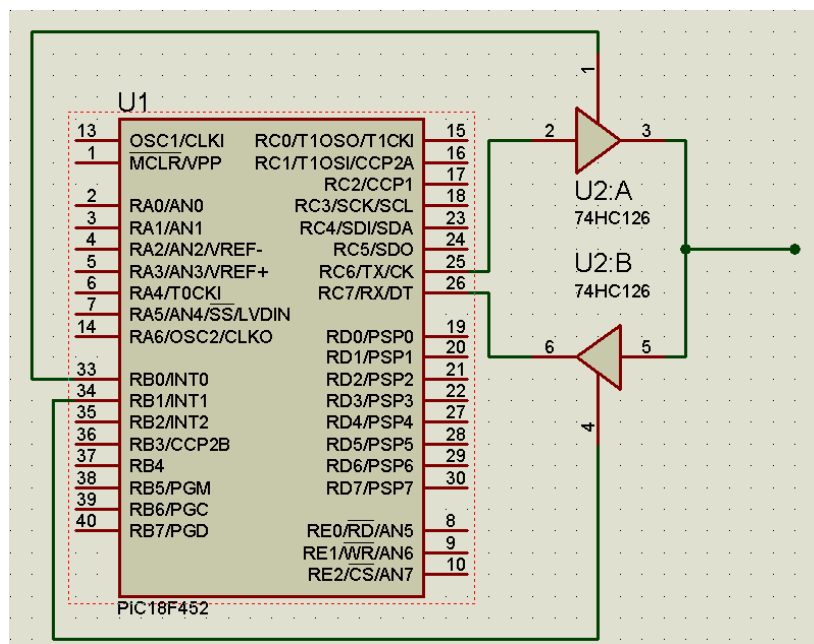 U1
13 OSC1/CLKI RC0/T1OSO/T1CKI 15
1 MCLR/VPP RC1/T1OSI/CCP2A 16
RC2/CCP1 17
2 RA0/AN0 RC3/SCK/SCL 18
3 RA1/AN1 RC4/SDI/SDA 23
4 RA2/AN2/VREF- RC5/SDO 24
5 RA3/AN3/VREF+ RC6/TX/CK 25
6 RA4/T0CKI RC7/RX/DT 26
7 RA5/AN4/SS/LVDIN
14 RA6/OSC2/CLKO RD0/PSP0 19
RD1/PSP1 20
33 RB0/INT0 RD2/PSP2 21
34 RB1/INT1 RD3/PSP3 22
35 RB2/INT2 RD4/PSP4 27
36 RB3/CCP2B RD5/PSP5 28
37 RB4 RD6/PSP6 29
38 RB5/PGM RD7/PSP7 30
39 RB6/PGC
40 RB7/PGD RE0/RD/AN5 8
RE1/WR/AN6 9
RE2/CS/AN7 10
PIC18F452
1
2 3
U2:A
74HC126
U2:B
74HC126
6 5
4